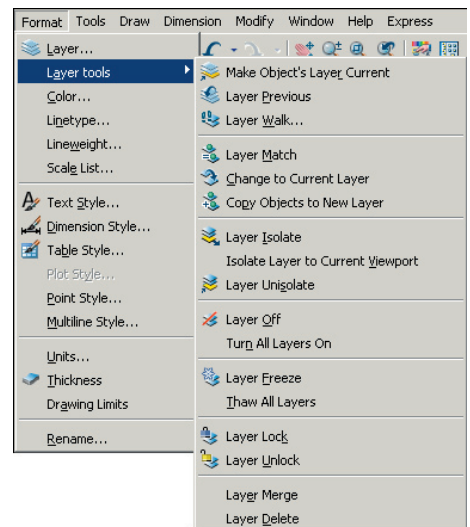 Format Tools Draw Dimension Modify Window Help Express
Layer...
Layer tools
Color...
Linetype...
Lineweight...
Scale List...
Text Style...
Dimension Style...
Table Style...
Plot Style...
Point Style...
Multiline Style...
Units...
Thickness
Drawing Limits
Rename...
Make Object's Layer Current
Layer Previous
Layer Walk...
Layer Match
Change to Current Layer
Copy Objects to New Layer
Layer Isolate
Isolate Layer to Current Viewport
Layer Unisolate
Layer Off
Turn All Layers On
Layer Freeze
Thaw All Layers
Layer Lock
Layer Unlock
Layer Merge
Layer Delete